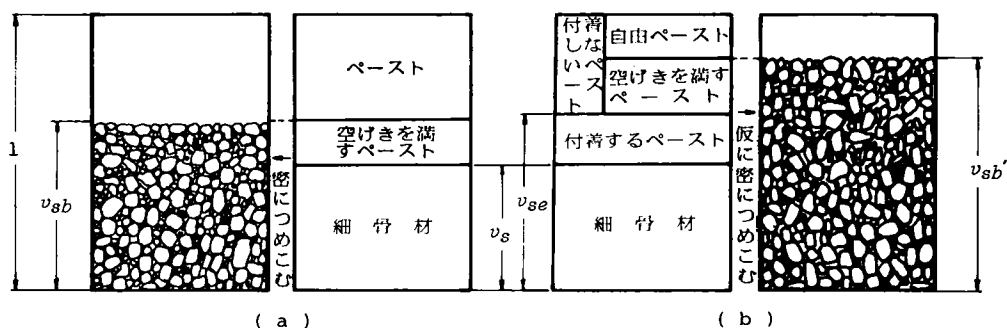 1
v_sb
ペースト
空げきを満
すペースト
密につめこむ
細骨材
v_s
v_se
付着
しな
いペースト
自由ペースト
空げきを満す
ペースト
付着するペースト
細骨材
仮に密につめこむ
v_sb'
( a )
( b )